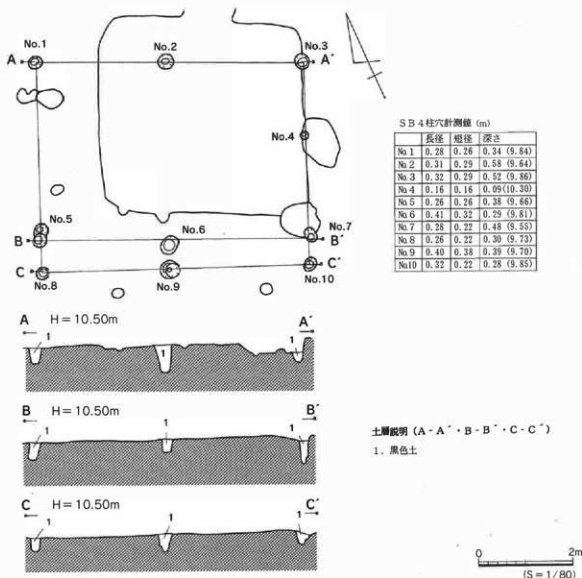 No.1
No.2
No.3
A
A´
No.4
No.5
No.6
No.7
B
B´
C
C´
No.8
No.9
No.10
SB4柱穴計測値 (m)
長径 短径 深さ
No.1 0.28 0.26 0.34 (9.84)
No.2 0.31 0.29 0.58 (9.64)
No.3 0.32 0.29 0.52 (9.86)
No.4 0.16 0.16 0.09(10.30)
No.5 0.26 0.26 0.38 (9.66)
No.6 0.41 0.32 0.29 (9.81)
No.7 0.28 0.22 0.48 (9.55)
No.8 0.26 0.22 0.30 (9.73)
No.9 0.40 0.38 0.39 (9.70)
No.10 0.32 0.22 0.28 (9.85)
A H=10.50m A´
1 1 1
B H=10.50m B´
1 1 1
土層説明 (A-A´・B-B´・C-C´)
1. 黒色土
C H=10.50m C´
1 1 1
0 2m
(S=1/80)